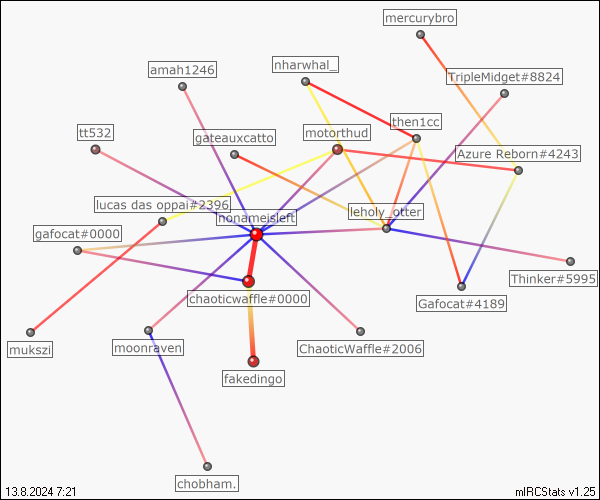 mercurybro
nharwhal_
amah1246
TripleMidget#8824
then1cc
tt532
gateauxcatto
motorthud
Azure Reborn#4243
lucas das oppai#2396
nonameisleft
leholy_otter
gafocat#0000
Thinker#5995
chaoticwaffle#0000
Gafocat#4189
mukszi
moonraven
ChaoticWaffle#2006
fakedingo
chobham.
13.8.2024 7:21
mIRCStats v1.25